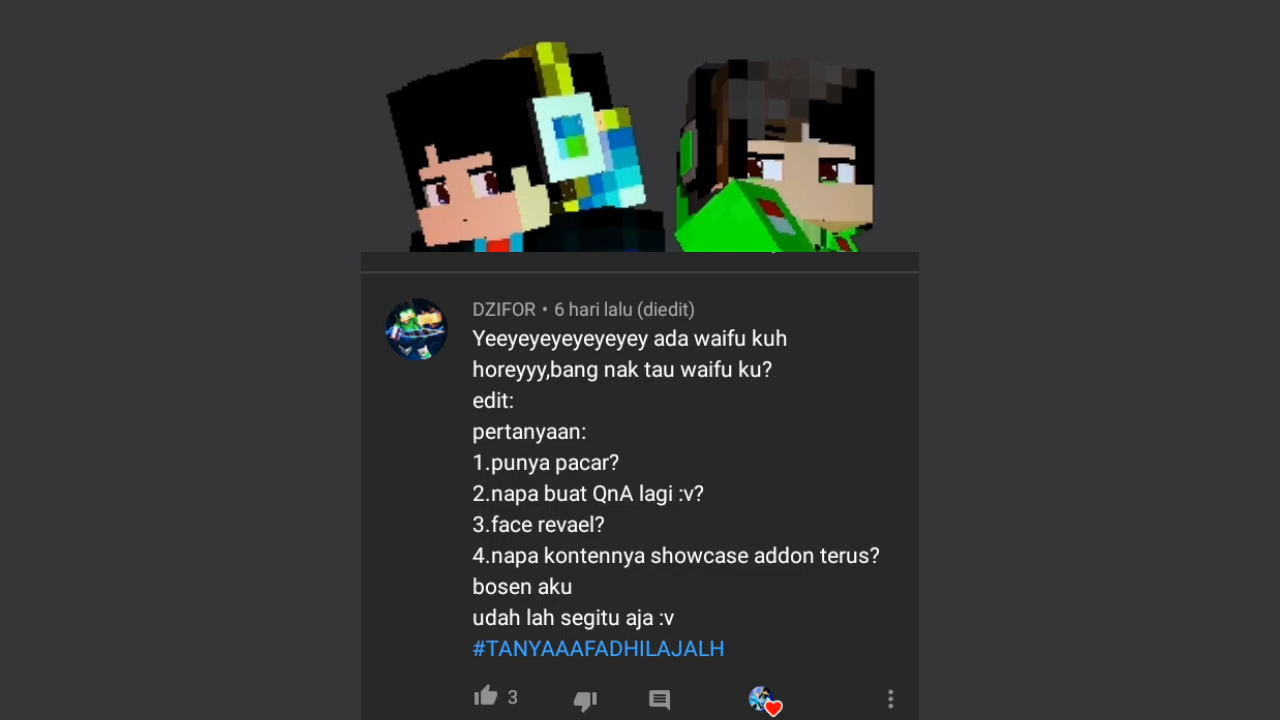 DZIFOR • 6 hari lalu (diedit)
Yeeyeyeyeyeyeyey ada waifu kuh
horeyyy,bang nak tau waifu ku?
edit:
pertanyaan:
1.punya pacar?
2.napa buat QnA lagi :v?
3.face revael?
4.napa kontennya showcase addon terus?
bosen aku
udah lah segitu aja :v
#TANYAAAFADHILAJALH
3